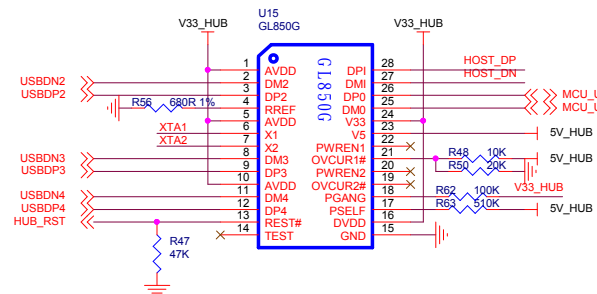 U15
GL850G
V33_HUB
V33_HUB
GL850G
1 AVDD DPI 28 HOST_DP
USBDN2 2 DM2 DMI 27 HOST_DN
USBDP2 3 DP2 DP0 26 MCU_U
R56 680R 1% 4 RREF DM0 25 MCU_U
5 AVDD V33 24
XTA1 6 X1 V5 23 5V_HUB
XTA2 7 X2 PWREN1 22
USBDN3 8 DM3 OVCUR1# 21 R48 10K 5V_HUB
USBDP3 9 DP3 PWREN2 20 R50 20K
10 AVDD OVCUR2# 19
USBDN4 11 DM4 PGANG 18 R62 100K V33_HUB
USBDP4 12 DP4 PSELF 17 R63 510K 5V_HUB
HUB_RST 13 REST# DVDD 16
14 TEST GND 15
R47
47K